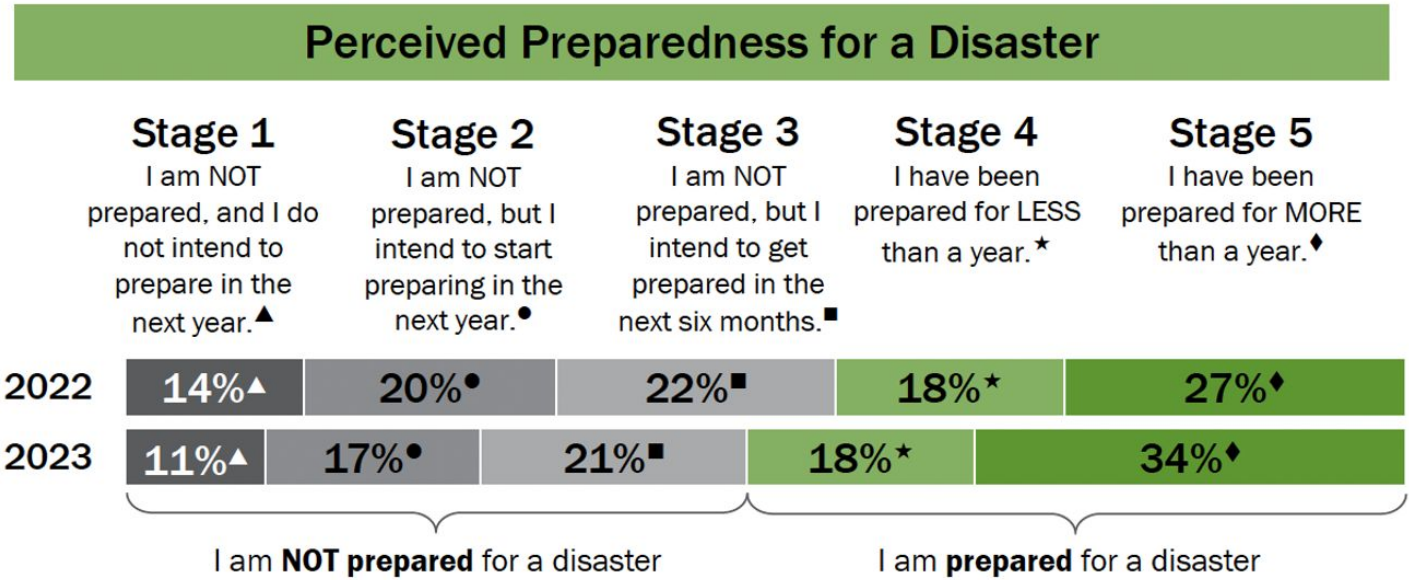 Perceived Preparedness for a Disaster
Stage 1
I am NOT
prepared, and I do
not intend to
prepare in the
next year.▲
Stage 2
I am NOT
prepared, but I
intend to start
preparing in the
next year.●
Stage 3
I am NOT
prepared, but I
intend to get
prepared in the
next six months.■
Stage 4
I have been
prepared for LESS
than a year.★
Stage 5
I have been
prepared for MORE
than a year.♦
2022 14%▲ 20%● 22%■ 18%★ 27%♦
2023 11%▲ 17%● 21%■ 18%★ 34%♦
I am NOT prepared for a disaster
I am prepared for a disaster